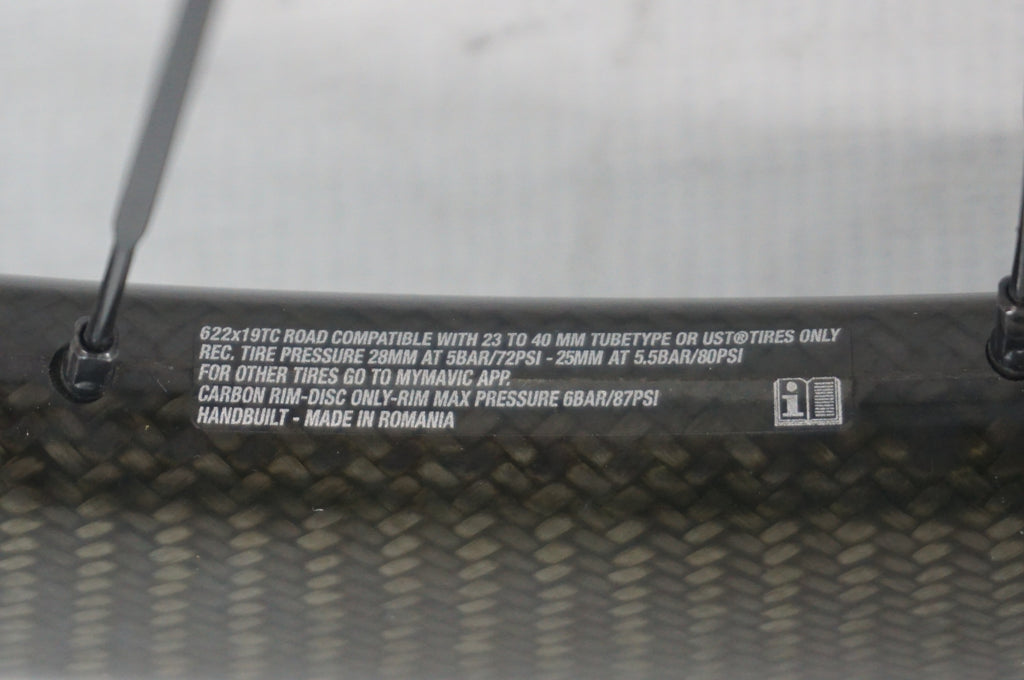 622x19TC ROAD COMPATIBLE WITH 23 TO 40 MM TUBETYPE OR UST®TIRES ONLY
REC. TIRE PRESSURE 28MM AT 5BAR/72PSI - 25MM AT 5.5BAR/80PSI
FOR OTHER TIRES GO TO MYMAVIC APP.
CARBON RIM-DISC ONLY-RIM MAX PRESSURE 6BAR/87PSI
HANDBUILT - MADE IN ROMANIA